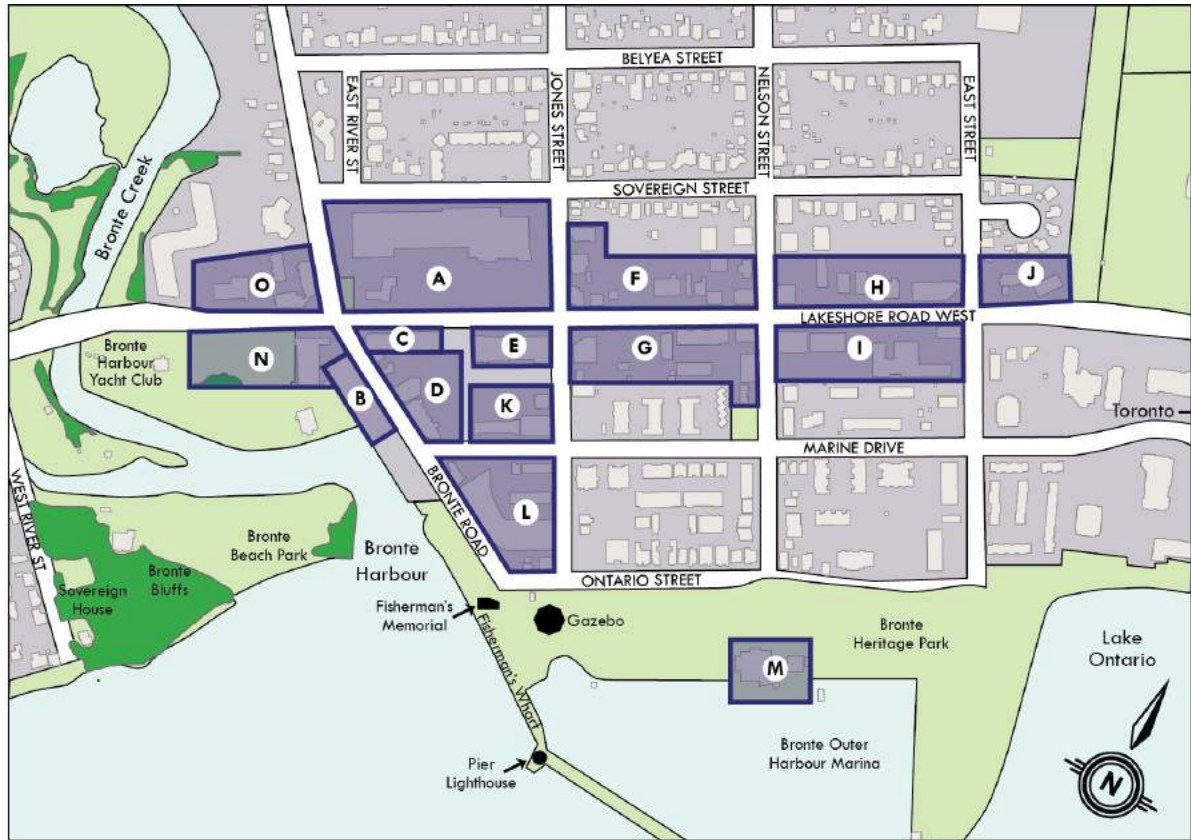 BELYEA STREET
EAST RIVER ST
JONES STREET
NELSON STREET
EAST STREET
Bronte Creek
SOVEREIGN STREET
O
A
F
H
J
LAKESHORE ROAD WEST
Bronte
Harbour
Yacht Club
N
B
C
D
E
K
G
I
Toronto
MARINE DRIVE
WEST RIVER ST
BRONTE ROAD
L
Bronte
Beach Park
Bronte
Harbour
Sovereign
House
Bronte
Bluffs
ONTARIO STREET
Fisherman's
Memorial
Gazebo
Fisherman's Wharf
Bronte
Heritage Park
Lake
Ontario
M
Pier
Lighthouse
Bronte Outer
Harbour Marina
N